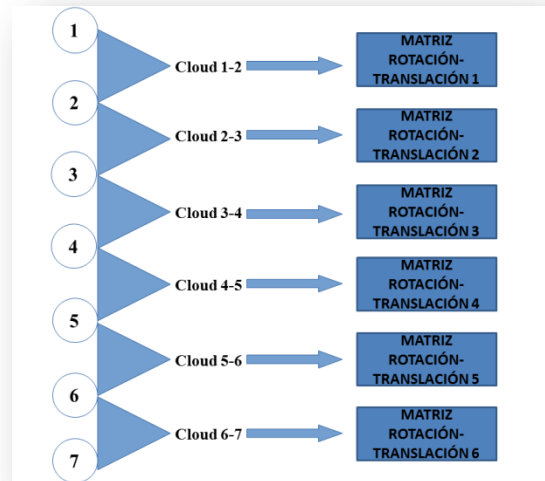 1
Cloud 1-2
MATRIZ
ROTACIÓN-
TRANSLACIÓN 1
2
Cloud 2-3
MATRIZ
ROTACIÓN-
TRANSLACIÓN 2
3
Cloud 3-4
MATRIZ
ROTACIÓN-
TRANSLACIÓN 3
4
Cloud 4-5
MATRIZ
ROTACIÓN-
TRANSLACIÓN 4
5
Cloud 5-6
MATRIZ
ROTACIÓN-
TRANSLACIÓN 5
6
Cloud 6-7
MATRIZ
ROTACIÓN-
TRANSLACIÓN 6
7